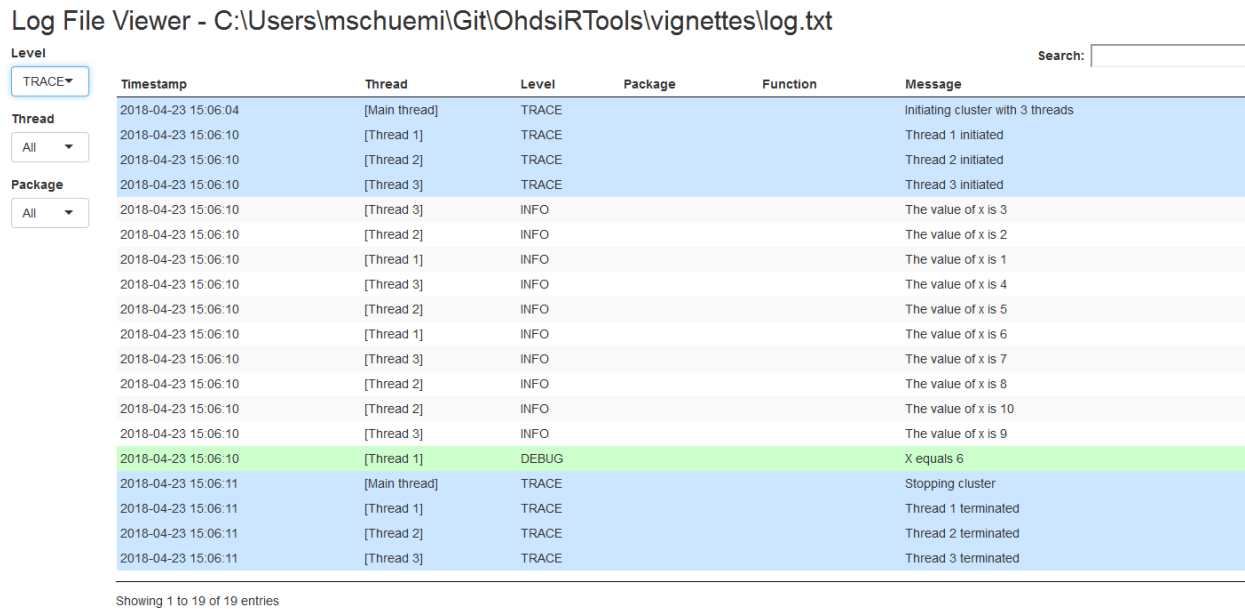 Log File Viewer - C:\Users\mschuemi\Git\OhdsiRTools\vignettes\log.txt
Level
TRACE
Thread
All
Package
All
Search:
Timestamp Thread Level Package Function Message
2018-04-23 15:06:04 [Main thread] TRACE Initiating cluster with 3 threads
2018-04-23 15:06:10 [Thread 1] TRACE Thread 1 initiated
2018-04-23 15:06:10 [Thread 2] TRACE Thread 2 initiated
2018-04-23 15:06:10 [Thread 3] TRACE Thread 3 initiated
2018-04-23 15:06:10 [Thread 3] INFO The value of x is 3
2018-04-23 15:06:10 [Thread 2] INFO The value of x is 2
2018-04-23 15:06:10 [Thread 1] INFO The value of x is 1
2018-04-23 15:06:10 [Thread 3] INFO The value of x is 4
2018-04-23 15:06:10 [Thread 2] INFO The value of x is 5
2018-04-23 15:06:10 [Thread 1] INFO The value of x is 6
2018-04-23 15:06:10 [Thread 3] INFO The value of x is 7
2018-04-23 15:06:10 [Thread 2] INFO The value of x is 8
2018-04-23 15:06:10 [Thread 2] INFO The value of x is 10
2018-04-23 15:06:10 [Thread 3] INFO The value of x is 9
2018-04-23 15:06:10 [Thread 1] DEBUG X equals 6
2018-04-23 15:06:11 [Main thread] TRACE Stopping cluster
2018-04-23 15:06:11 [Thread 1] TRACE Thread 1 terminated
2018-04-23 15:06:11 [Thread 2] TRACE Thread 2 terminated
2018-04-23 15:06:11 [Thread 3] TRACE Thread 3 terminated
Showing 1 to 19 of 19 entries